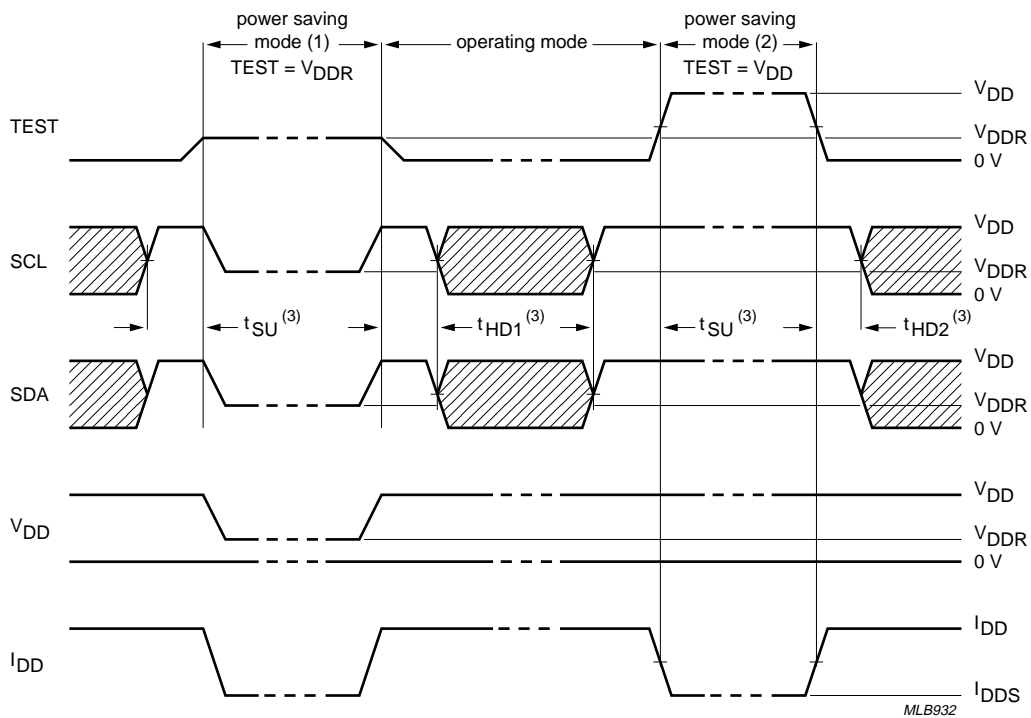 power saving
mode (1)
TEST = VDDR
operating mode
power saving
mode (2)
TEST = VDD
TEST
VDD
VDDR
0 V
SCL
VDD
VDDR
0 V
tSU(3)
tHD1(3)
tSU(3)
tHD2(3)
SDA
VDD
VDDR
0 V
VDD
VDD
VDDR
0 V
IDD
IDD
IDDS
MLB932